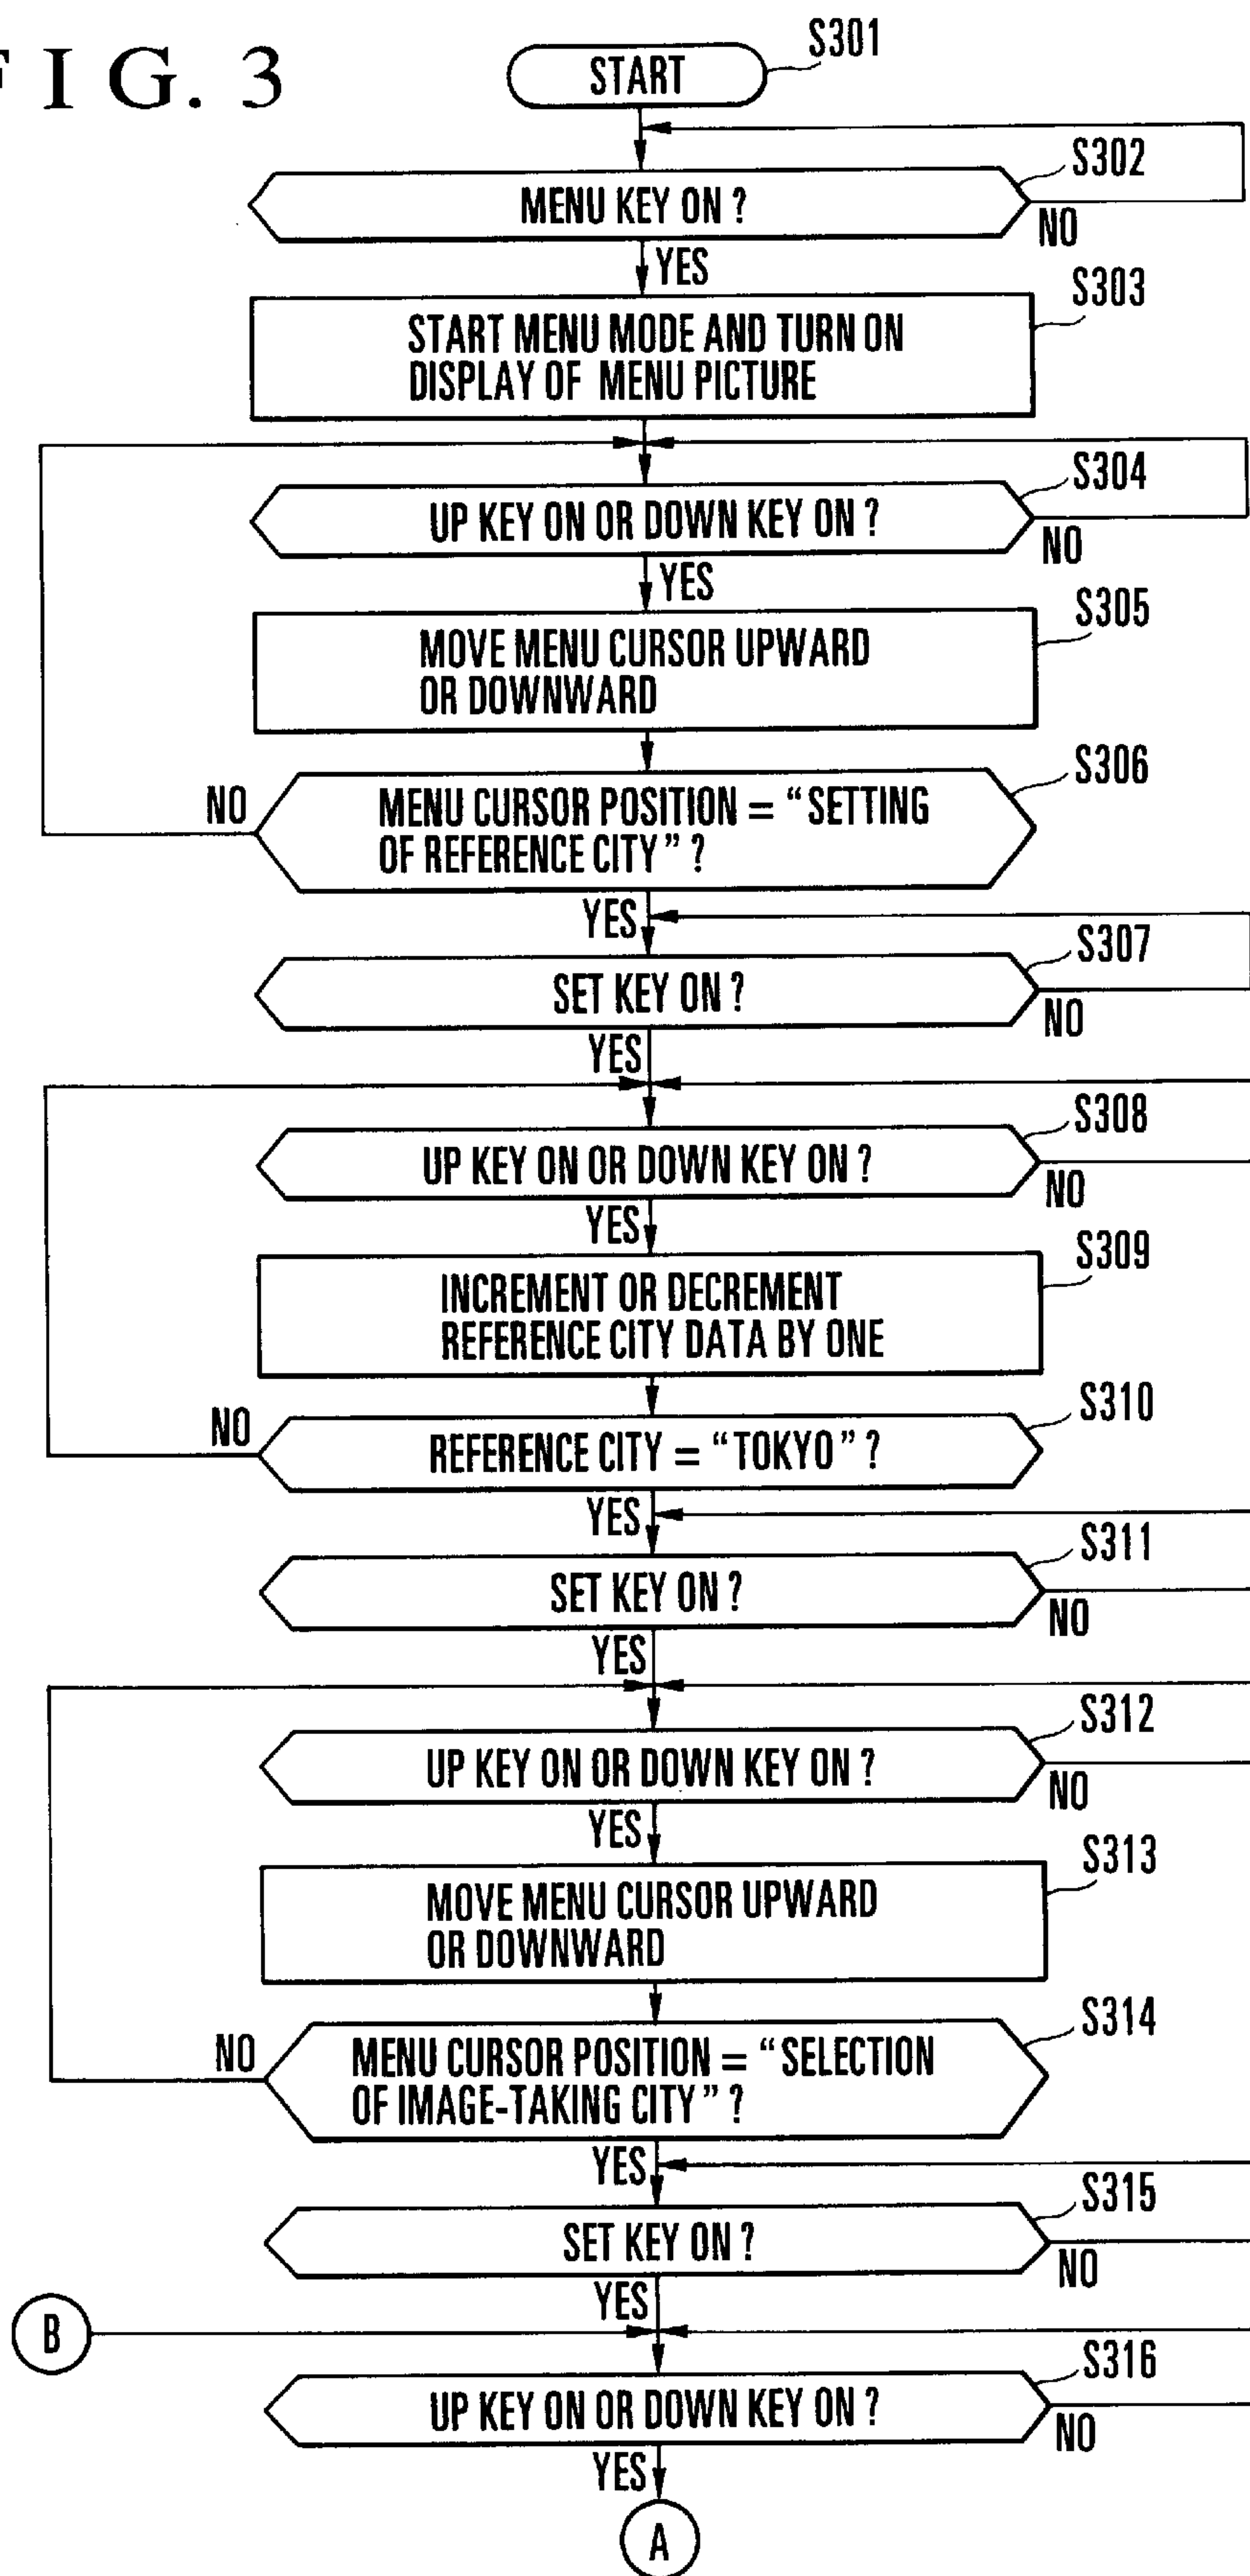 F I G. 3
START
S301
MENU KEY ON ?
S302
NO
YES
START MENU MODE AND TURN ON
DISPLAY OF MENU PICTURE
S303
UP KEY ON OR DOWN KEY ON ?
S304
NO
YES
MOVE MENU CURSOR UPWARD
OR DOWNWARD
S305
MENU CURSOR POSITION = “SETTING
OF REFERENCE CITY” ?
S306
NO
YES
SET KEY ON ?
S307
NO
YES
UP KEY ON OR DOWN KEY ON ?
S308
NO
YES
INCREMENT OR DECREMENT
REFERENCE CITY DATA BY ONE
S309
REFERENCE CITY = “TOKYO” ?
S310
NO
YES
SET KEY ON ?
S311
NO
YES
UP KEY ON OR DOWN KEY ON ?
S312
NO
YES
MOVE MENU CURSOR UPWARD
OR DOWNWARD
S313
MENU CURSOR POSITION = “SELECTION
OF IMAGE-TAKING CITY” ?
S314
NO
YES
SET KEY ON ?
S315
NO
YES
B
UP KEY ON OR DOWN KEY ON ?
S316
NO
YES
A